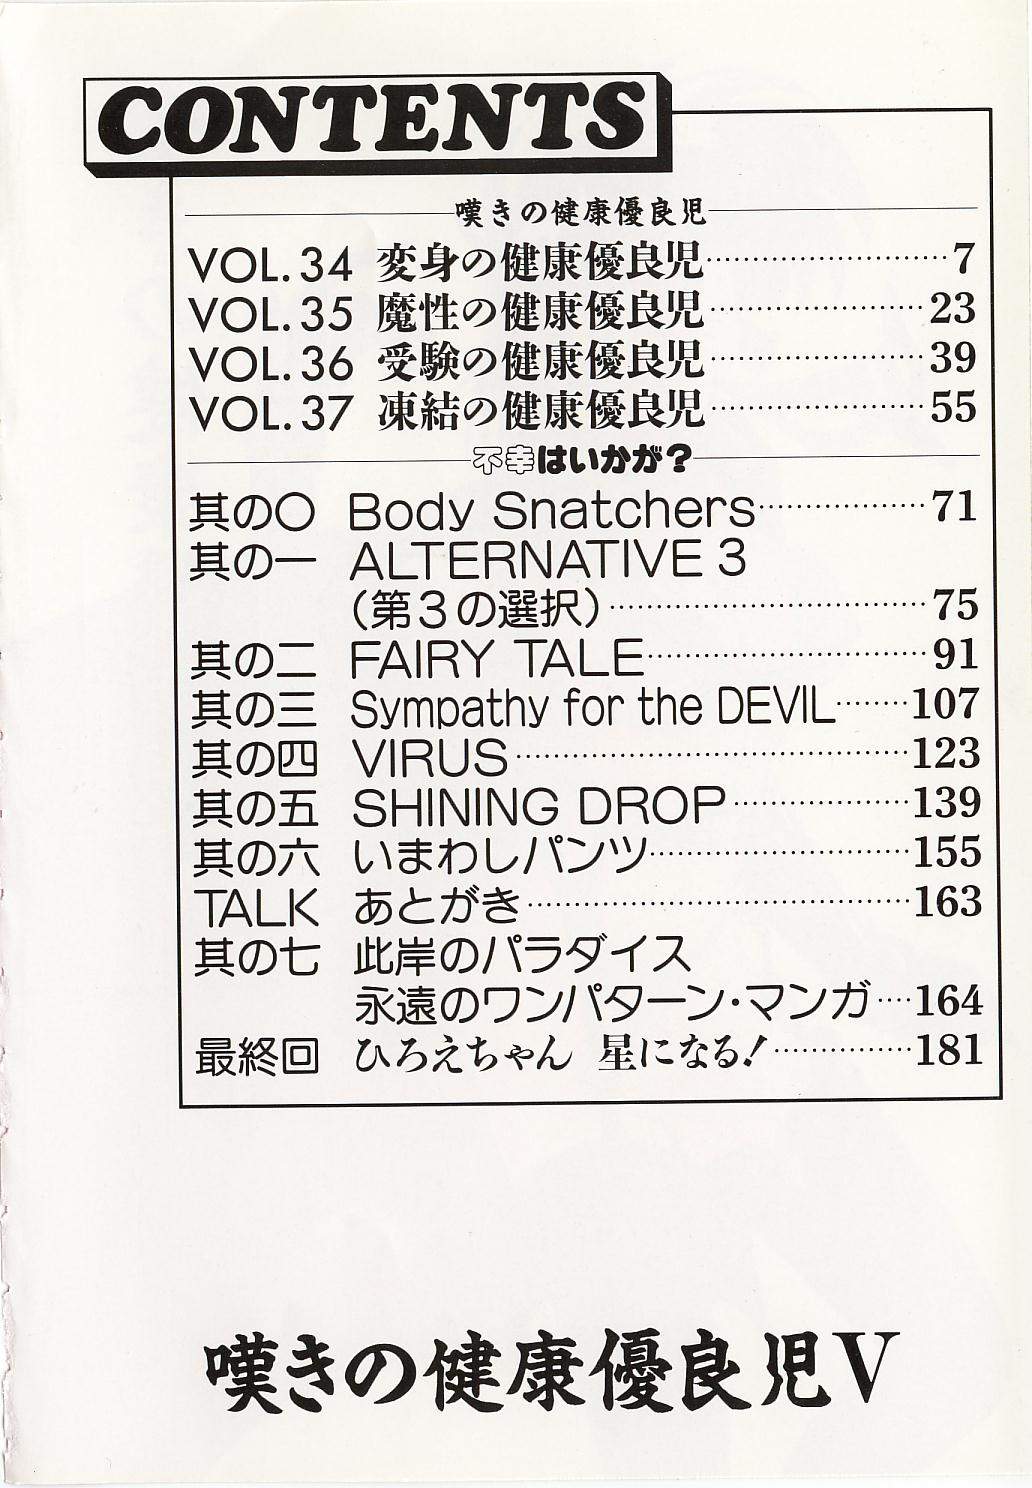 CONTENTS
嘆きの健康優良児
VOL.34 変身の健康優良児……………………7
VOL.35 魔性の健康優良児…………………23
VOL.36 受験の健康優良児…………………39
VOL.37 凍結の健康優良児…………………55
不幸はいかが？
其の〇 Body Snatchers………………71
其の一 ALTERNATIVE 3
（第３の選択）…………………………75
其の二 FAIRY TALE………………………91
其の三 Sympathy for the DEVIL………107
其の四 VIRUS…………………………………123
其の五 SHINING DROP………………139
其の六 いまわしパンツ……………………155
TALK あとがき………………………………163
其の七 此岸のパラダイス
永遠のワンパターン・マンガ…164
最終回 ひろえちゃん 星になる！……………181
嘆きの健康優良児V